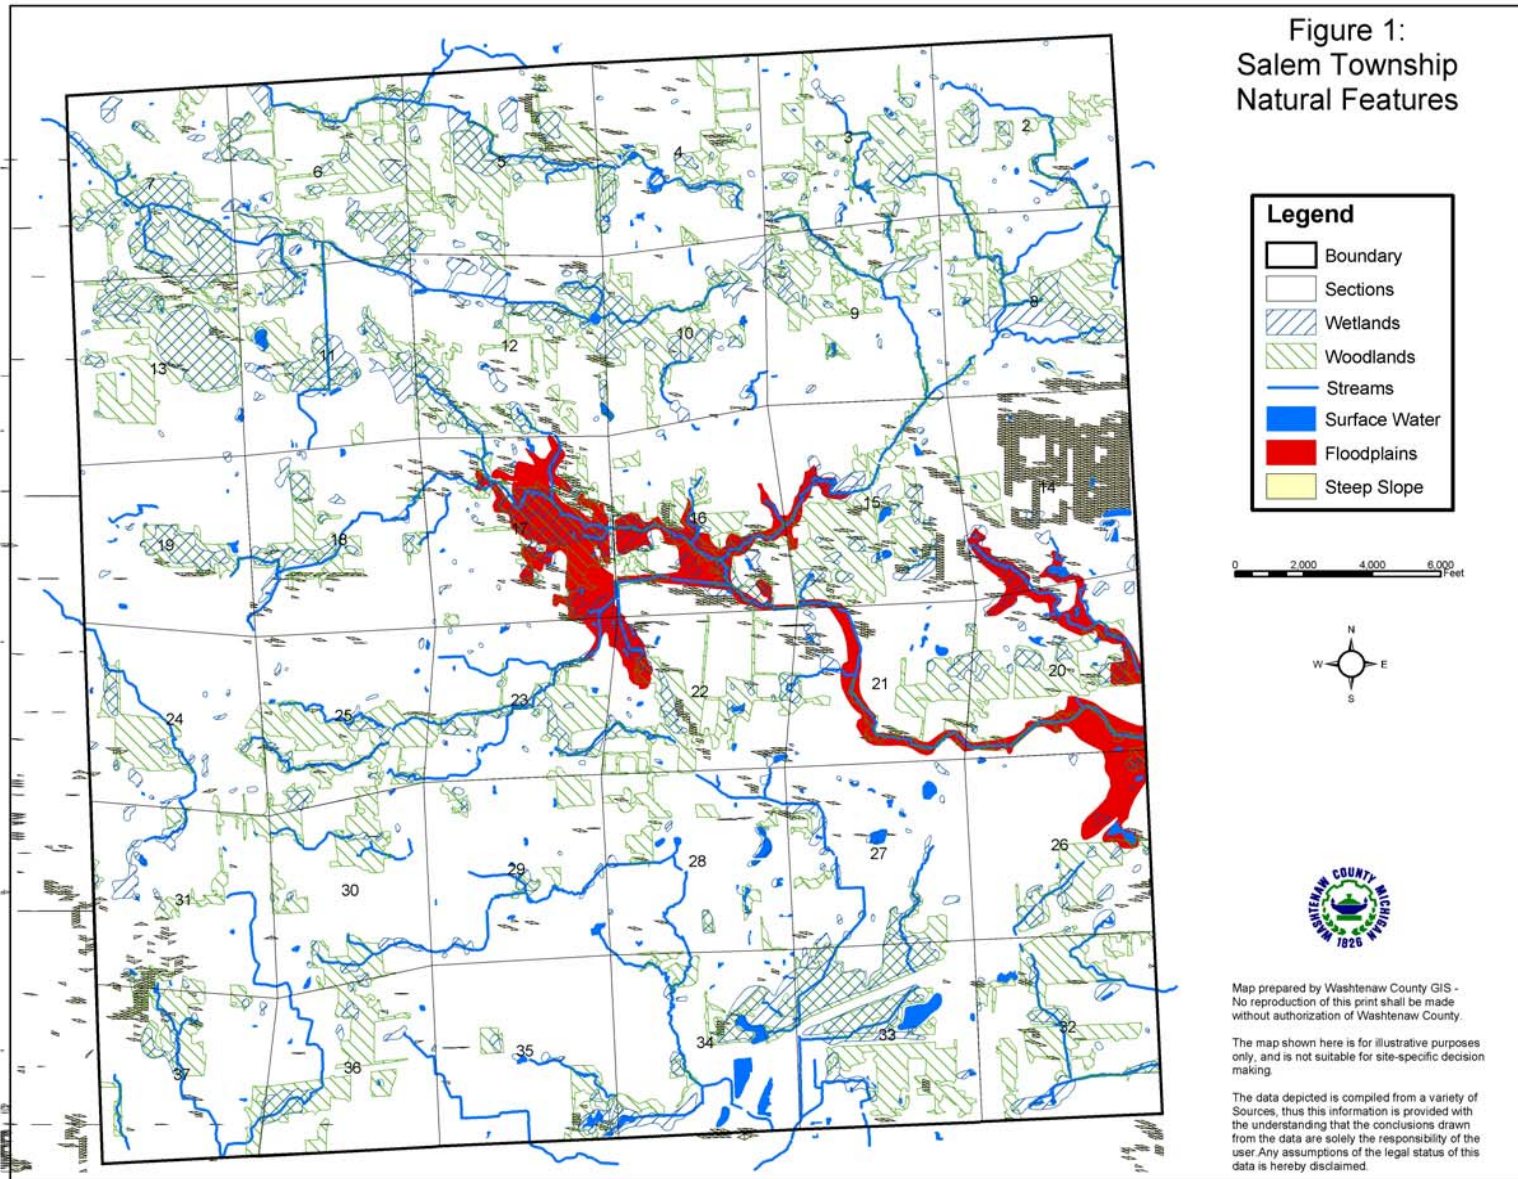 Figure 1:
Salem Township
Natural Features
Legend
Boundary
Sections
Wetlands
Woodlands
Streams
Surface Water
Floodplains
Steep Slope
0 2,000 4,000 6,000
Feet
N
W E
S
WASHTENAW COUNTY MICHIGAN
1826
Map prepared by Washtenaw County GIS -
No reproduction of this print shall be made
without authorization of Washtenaw County.
The map shown here is for illustrative purposes
only, and is not suitable for site-specific decision
making.
The data depicted is compiled from a variety of
Sources, thus this information is provided with
the understanding that the conclusions drawn
from the data are solely the responsibility of the
user.Any assumptions of the legal status of this
data is hereby disclaimed.
2
3
4
5
6
7
8
9
10
12
11
13
14
15
16
17
18
19
20
21
22
23
25
24
26
27
28
29
30
31
32
33
34
35
36
37